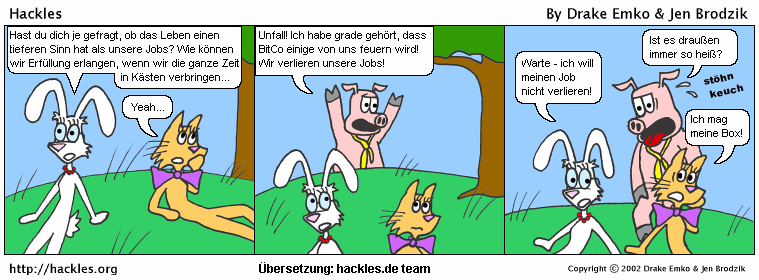 Hackles
By Drake Emko & Jen Brodzik
Hast du dich je gefragt, ob das Leben einen
tieferen Sinn hat als unsere Jobs? Wie können
wir Erfüllung erlangen, wenn wir die ganze Zeit
in Kästen verbringen...
Yeah...
Unfall! Ich habe grade gehört, dass
BitCo einige von uns feuern wird!
Wir verlieren unsere Jobs!
Ist es draußen
immer so heiß?
Warte - ich will
meinen Job
nicht verlieren!
stöhn
keuch
Ich mag
meine Box!
http://hackles.org
Übersetzung: hackles.de team
Copyright © 2002 Drake Emko & Jen Brodzik